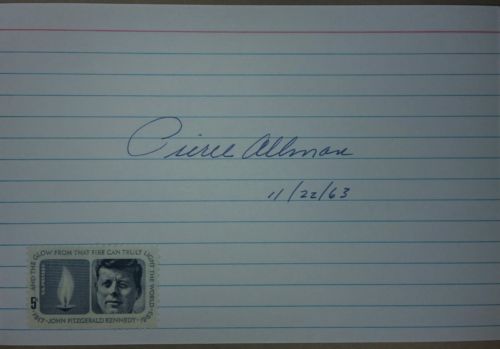 Pierce Allman
11/22/63
AND THE GLOW FROM THAT FIRE CAN TRULY LIGHT THE WORLD
5
1917 · JOHN FITZGERALD KENNEDY · 1963